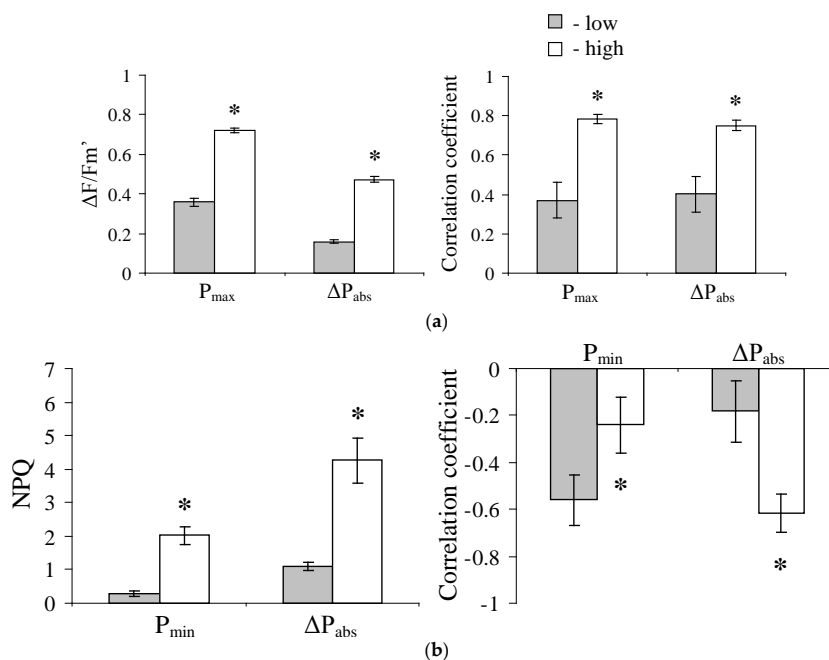 - low
- high
1
0.8
0.6
0.4
0.2
0
ΔF/Fm’
*
*
Pmax
ΔPabs
1
0.8
0.6
0.4
0.2
0
Correlation coefficient
*
*
Pmax
ΔPabs
(a)
7
6
5
4
3
2
1
0
NPQ
*
*
Pmin
ΔPabs
Pmin
ΔPabs
0
-0.2
-0.4
-0.6
-0.8
-1
Correlation coefficient
*
*
(b)